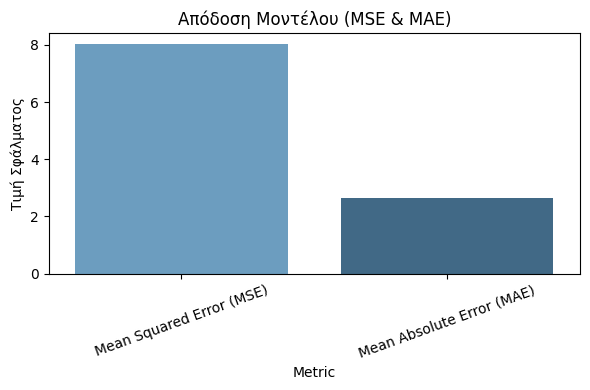 Απόδοση Μοντέλου (MSE & MAE)
Τιμή Σφάλματος
8
6
4
2
0
Mean Squared Error (MSE)
Mean Absolute Error (MAE)
Metric